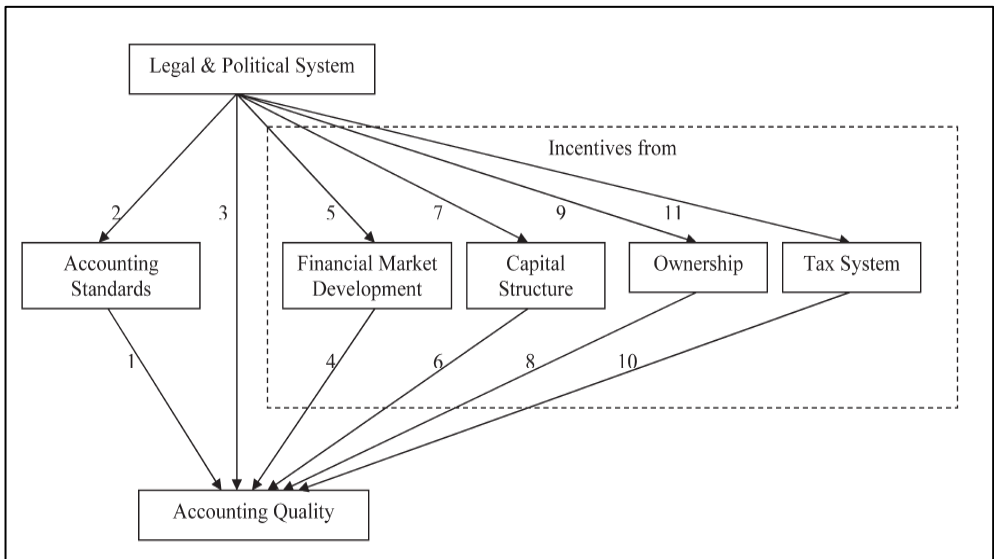 Legal & Political System
Incentives from
2
3
5
7
9
11
Accounting
Standards
Financial Market
Development
Capital
Structure
Ownership
Tax System
1
4
6
8
10
Accounting Quality